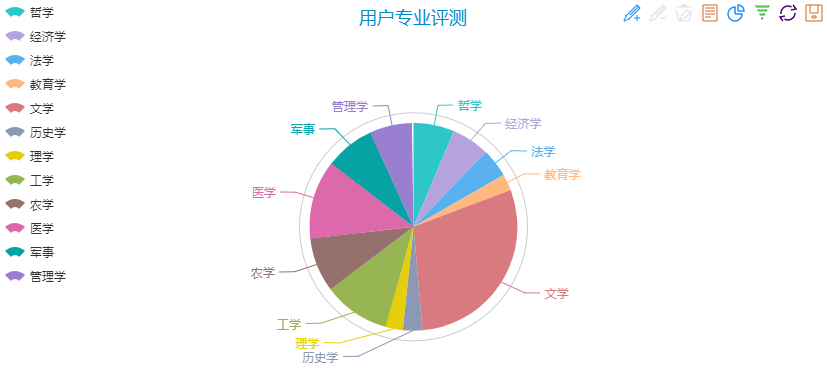 用户专业评测
哲学
经济学
法学
教育学
文学
历史学
理学
工学
农学
医学
军事
管理学
管理学
哲学
军事
经济学
法学
教育学
医学
农学
文学
工学
理学
历史学